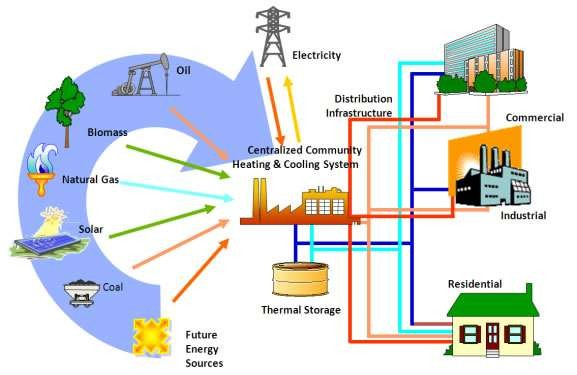 Electricity
Oil
Biomass
Natural Gas
Solar
Coal
Future
Energy
Sources
Centralized Community
Heating & Cooling System
Thermal Storage
Distribution
Infrastructure
Commercial
Industrial
Residential